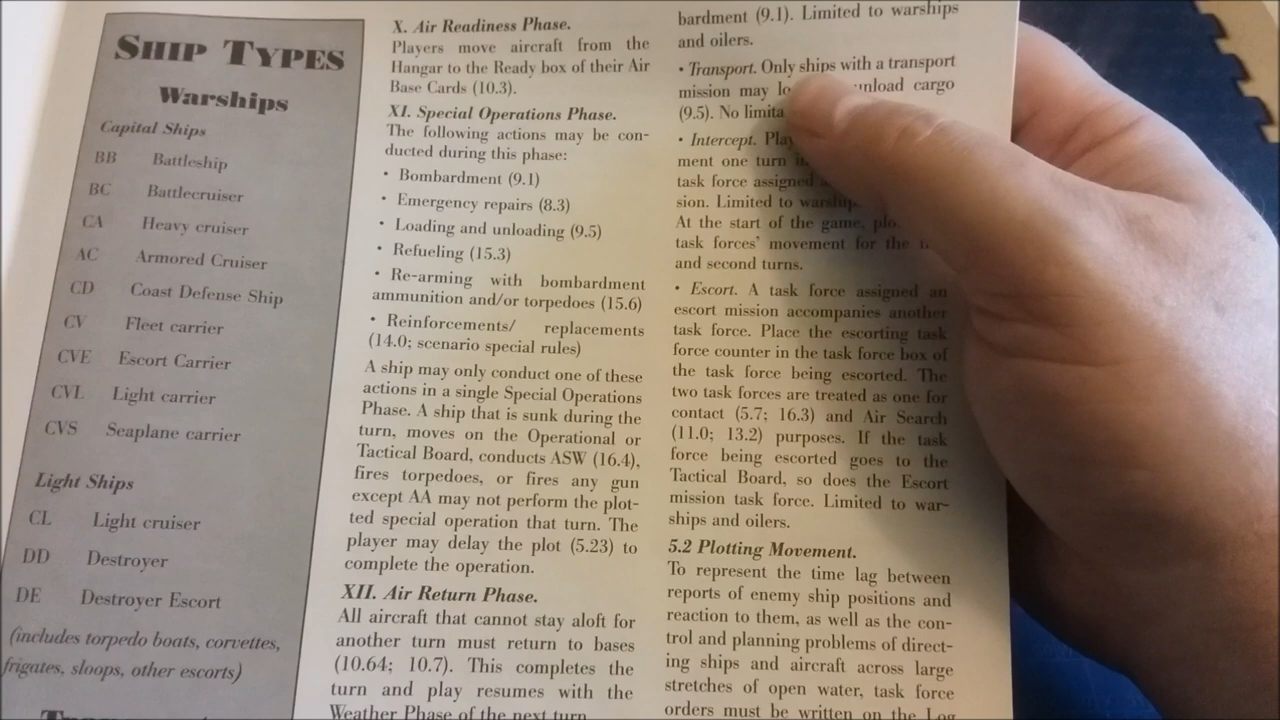 SHIP TYPES
Warships
Capital Ships
BB Battleship
BC Battlecruiser
CA Heavy cruiser
AC Armored Cruiser
CD Coast Defense Ship
CV Fleet carrier
CVE Escort Carrier
CVL Light carrier
CVS Seaplane carrier
Light Ships
CL Light cruiser
DD Destroyer
DE Destroyer Escort
(includes torpedo boats, corvettes,
frigates, sloops, other escorts)
X. Air Readiness Phase.
Players move aircraft from the
Hangar to the Ready box of their Air
Base Cards (10.3).
XI. Special Operations Phase.
The following actions may be con-
ducted during this phase:
• Bombardment (9.1)
• Emergency repairs (8.3)
• Loading and unloading (9.5)
• Refueling (15.3)
• Re-arming with bombardment
ammunition and/or torpedoes (15.6)
• Reinforcements/ replacements
(14.0; scenario special rules)
A ship may only conduct one of these
actions in a single Special Operations
Phase. A ship that is sunk during the
turn, moves on the Operational or
Tactical Board, conducts ASW (16.4),
fires torpedoes, or fires any gun
except AA may not perform the plot-
ted special operation that turn. The
player may delay the plot (5.23) to
complete the operation.
XII. Air Return Phase.
All aircraft that cannot stay aloft for
another turn must return to bases
(10.64; 10.7). This completes the
turn and play resumes with the
Weather Phase of the next turn
bardment (9.1). Limited to warships
and oilers.
• Transport. Only ships with a transport
mission may unload cargo
(9.5). No
• Intercept.
ment one turn
task force assigned
sion. Limited to
At the start of the game,
task forces' movement for the
and second turns.
• Escort. A task force assigned an
escort mission accompanies another
task force. Place the escorting task
force counter in the task force box of
the task force being escorted. The
two task forces are treated as one for
contact (5.7; 16.3) and Air Search
(11.0; 13.2) purposes. If the task
force being escorted goes to the
Tactical Board, so does the Escort
mission task force. Limited to war-
ships and oilers.
5.2 Plotting Movement.
To represent the time lag between
reports of enemy ship positions and
reaction to them, as well as the con-
trol and planning problems of direct-
ing ships and aircraft across large
stretches of open water, task force
orders must be written on the Log